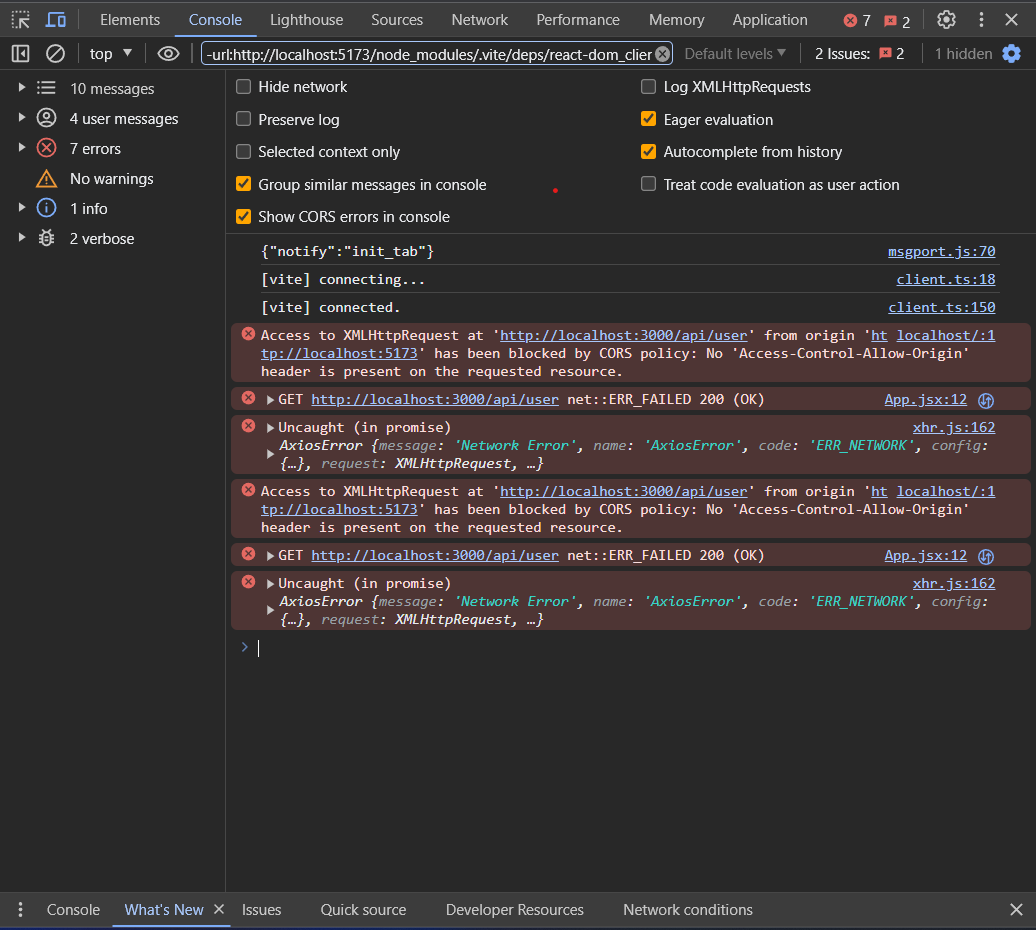 Elements Console Lighthouse Sources Network Performance Memory Application 7 2
top -url:http://localhost:5173/node_modules/.vite/deps/react-dom_clier Default levels 2 Issues: 2 1 hidden
10 messages
4 user messages
7 errors
No warnings
1 info
2 verbose
Hide network Log XMLHttpRequests
Preserve log Eager evaluation
Selected context only Autocomplete from history
Group similar messages in console Treat code evaluation as user action
Show CORS errors in console
{"notify":"init_tab"} msgport.js:70
[vite] connecting... client.ts:18
[vite] connected. client.ts:150
Access to XMLHttpRequest at 'http://localhost:3000/api/user' from origin 'ht localhost/:1
tp://localhost:5173' has been blocked by CORS policy: No 'Access-Control-Allow-Origin'
header is present on the requested resource.
GET http://localhost:3000/api/user net::ERR_FAILED 200 (OK) App.jsx:12
Uncaught (in promise) xhr.js:162
AxiosError {message: 'Network Error', name: 'AxiosError', code: 'ERR_NETWORK', config:
{…}, request: XMLHttpRequest, …}
Access to XMLHttpRequest at 'http://localhost:3000/api/user' from origin 'ht localhost/:1
tp://localhost:5173' has been blocked by CORS policy: No 'Access-Control-Allow-Origin'
header is present on the requested resource.
GET http://localhost:3000/api/user net::ERR_FAILED 200 (OK) App.jsx:12
Uncaught (in promise) xhr.js:162
AxiosError {message: 'Network Error', name: 'AxiosError', code: 'ERR_NETWORK', config:
{…}, request: XMLHttpRequest, …}
Console What's New Issues Quick source Developer Resources Network conditions